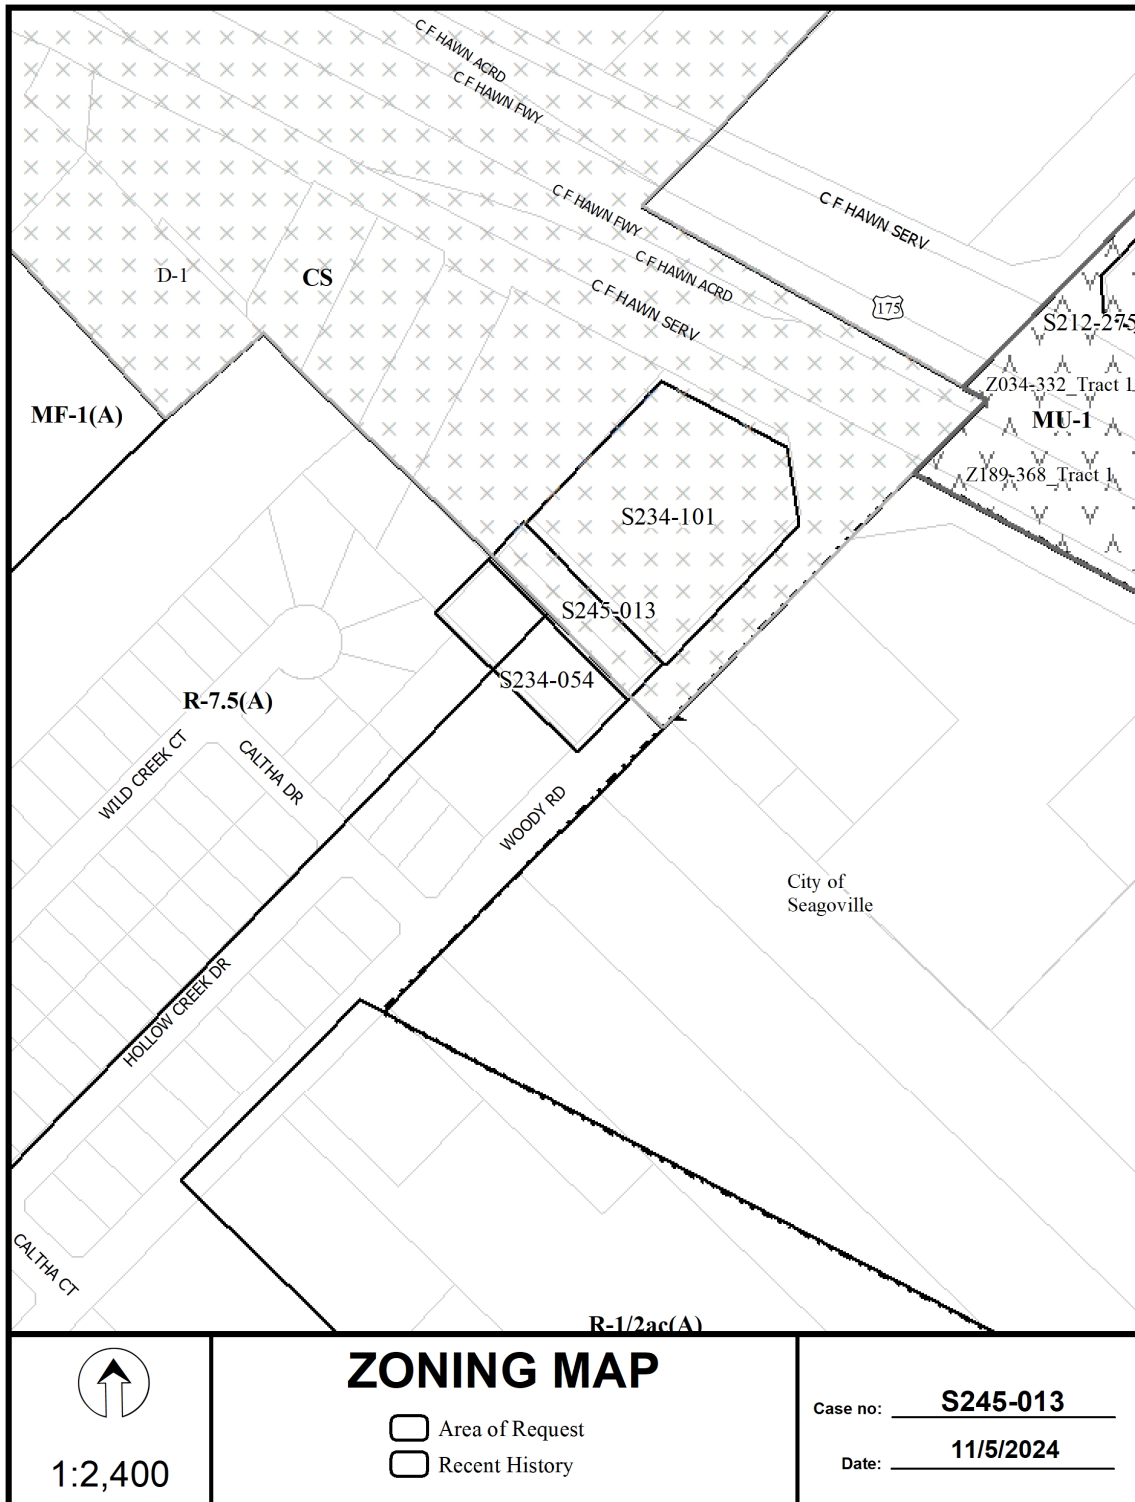 C F HAWN ACRD
C F HAWN FWY
C F HAWN FWY
C F HAWN SERV
C F HAWN ACRD
C F HAWN SERV
D-1
CS
175
S212-275
Z034-332_Tract 1
MU-1
MF-1(A)
Z189-368_Tract 1
S234-101
S245-013
S234-054
R-7.5(A)
WILD CREEK CT
CALTHA DR
WOODY RD
City of
Seagoville
HOLLOW CREEK DR
CALTHA CT
R-1/2ac(A)
1:2,400
ZONING MAP
Area of Request
Recent History
Case no: S245-013
Date: 11/5/2024